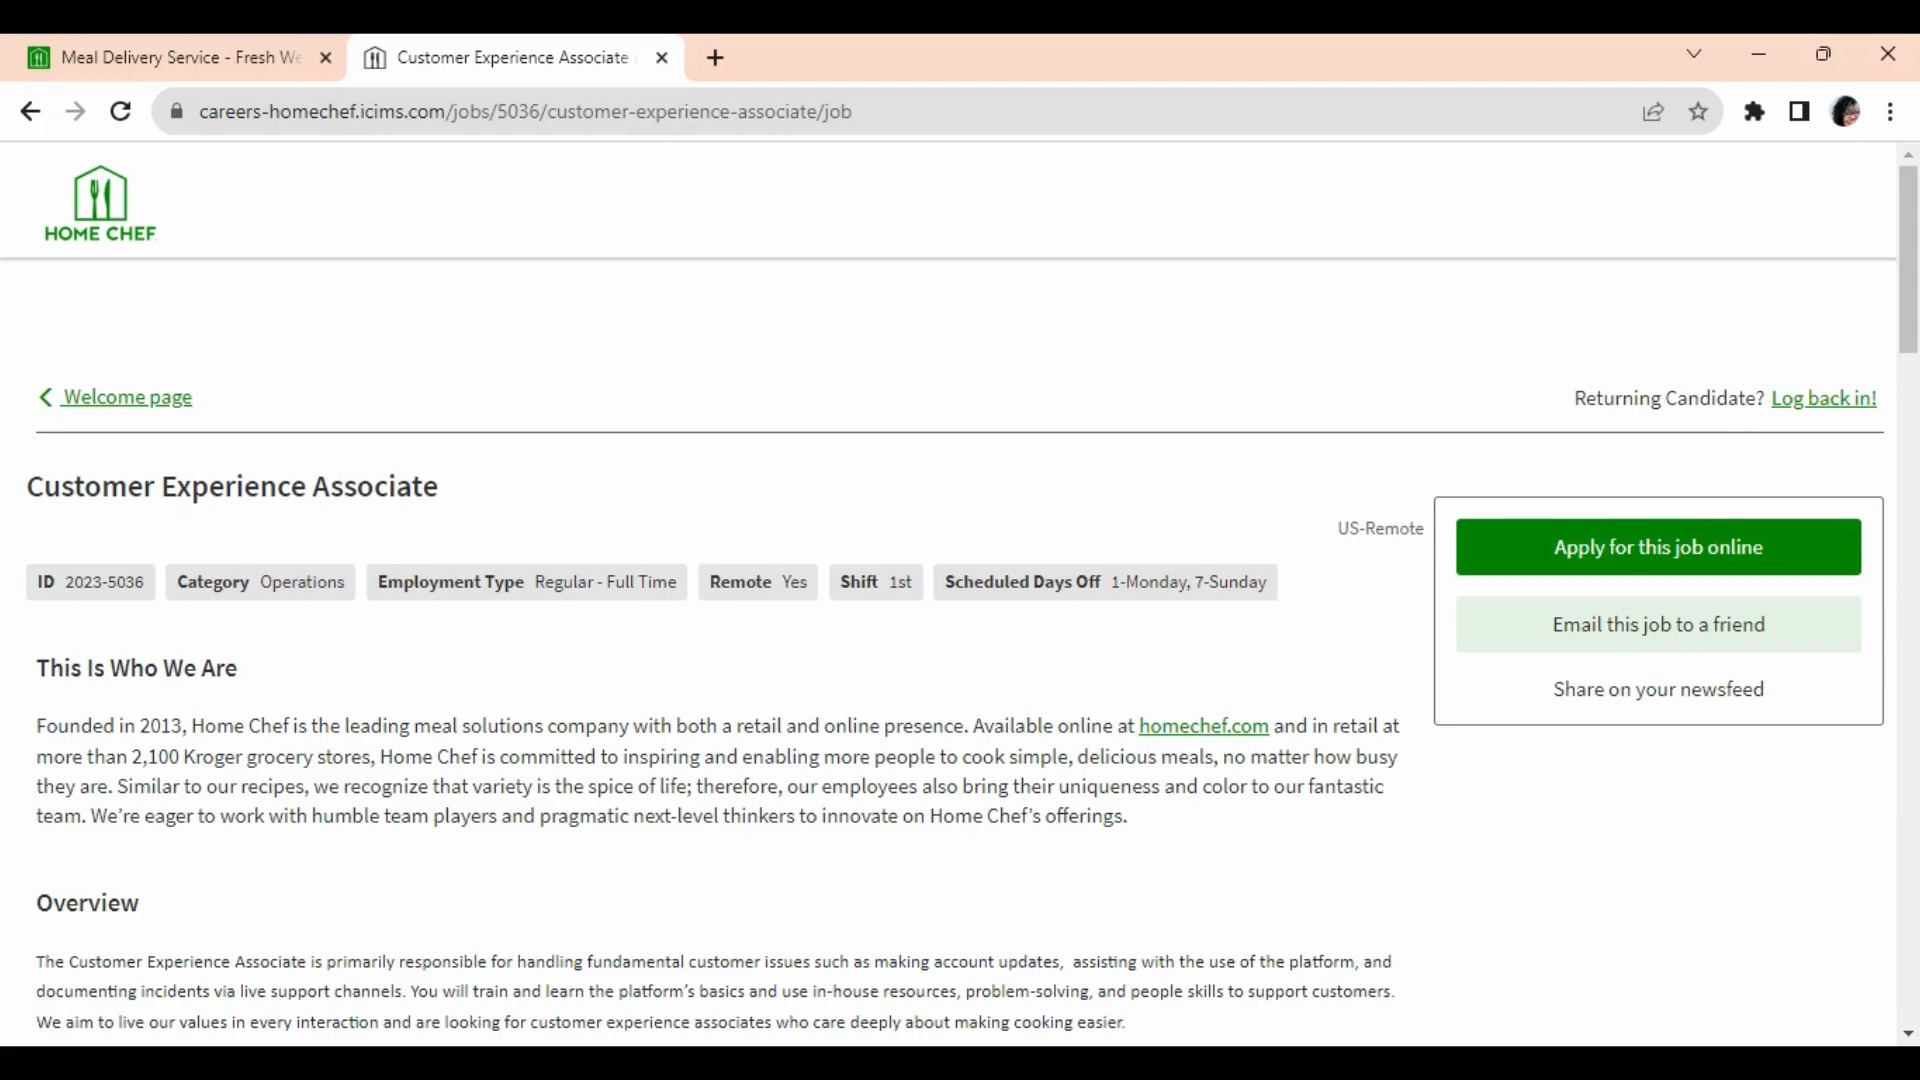 Meal Delivery Service - Fresh We
Customer Experience Associate
careers-homechef.icims.com/jobs/5036/customer-experience-associate/job
HOME CHEF
Welcome page
Returning Candidate? Log back in!
Customer Experience Associate
US-Remote
Apply for this job online
ID 2023-5036 Category Operations Employment Type Regular - Full Time Remote Yes Shift 1st Scheduled Days Off 1-Monday, 7-Sunday
Email this job to a friend
Share on your newsfeed
This Is Who We Are
Founded in 2013, Home Chef is the leading meal solutions company with both a retail and online presence. Available online at homechef.com and in retail at
more than 2,100 Kroger grocery stores, Home Chef is committed to inspiring and enabling more people to cook simple, delicious meals, no matter how busy
they are. Similar to our recipes, we recognize that variety is the spice of life; therefore, our employees also bring their uniqueness and color to our fantastic
team. We’re eager to work with humble team players and pragmatic next-level thinkers to innovate on Home Chef’s offerings.
Overview
The Customer Experience Associate is primarily responsible for handling fundamental customer issues such as making account updates,  assisting with the use of the platform, and
documenting incidents via live support channels. You will train and learn the platform’s basics and use in-house resources, problem-solving, and people skills to support customers.
We aim to live our values in every interaction and are looking for customer experience associates who care deeply about making cooking easier.